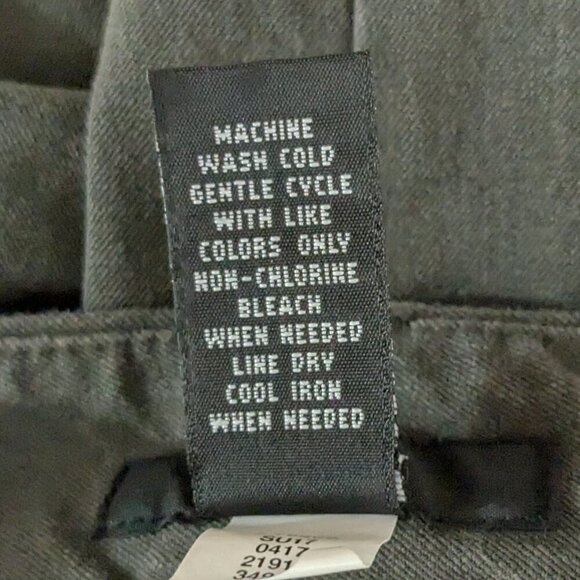 MACHINE
WASH COLD
GENTLE CYCLE
WITH LIKE
COLORS ONLY
NON-CHLORINE
BLEACH
WHEN NEEDED
LINE DRY
COOL IRON
WHEN NEEDED
0417
2191